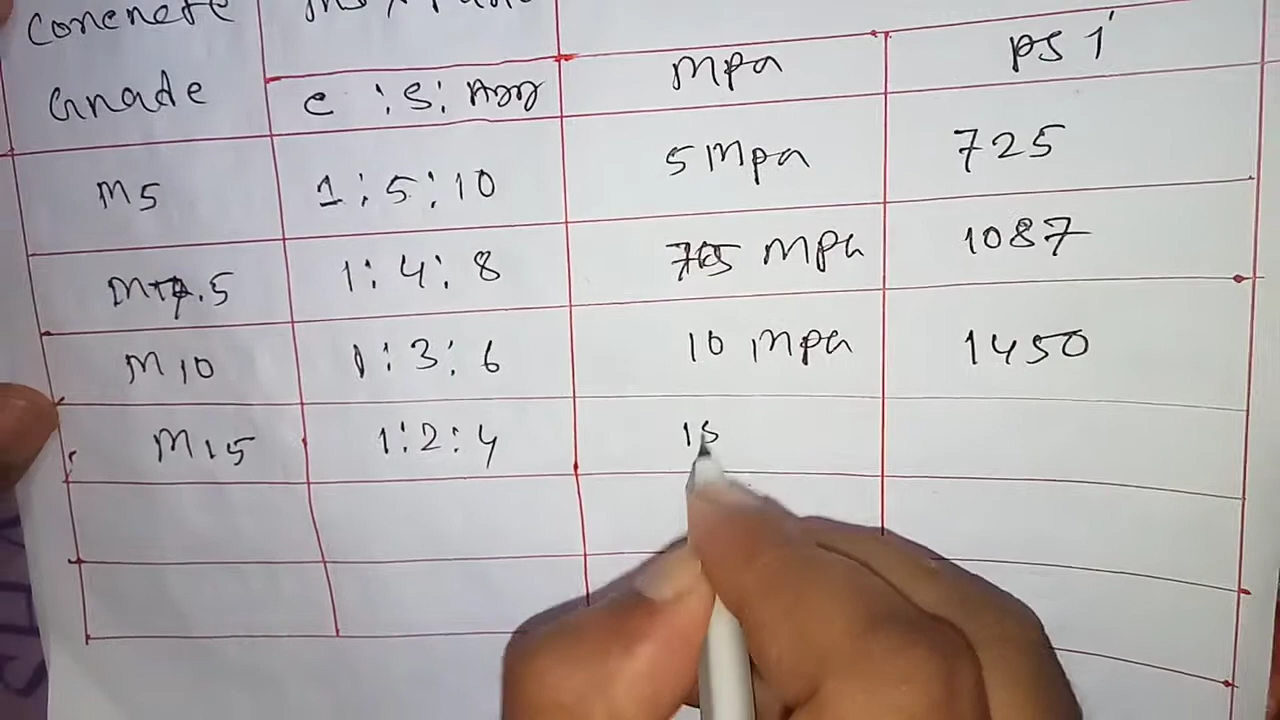 Concrete
Grade
C : S : Agg
Mpa
PSi
M5
1 : 5 : 10
5 Mpa
725
M7.5
1 : 4 : 8
7.5 Mpa
1087
M10
1 : 3 : 6
10 Mpa
1450
M15
1 : 2 : 4
15